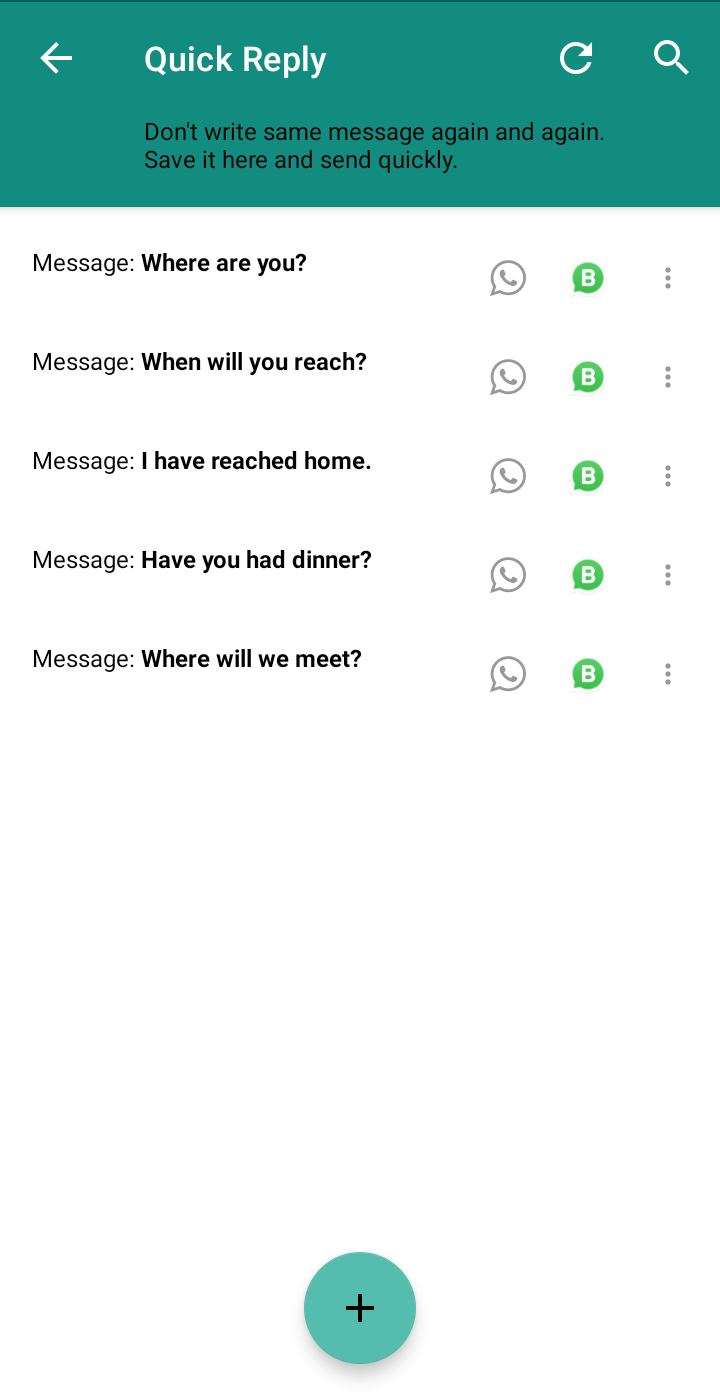 Quick Reply
Don't write same message again and again.
Save it here and send quickly.
Message: Where are you?
B
Message: When will you reach?
B
Message: I have reached home.
B
Message: Have you had dinner?
B
Message: Where will we meet?
B